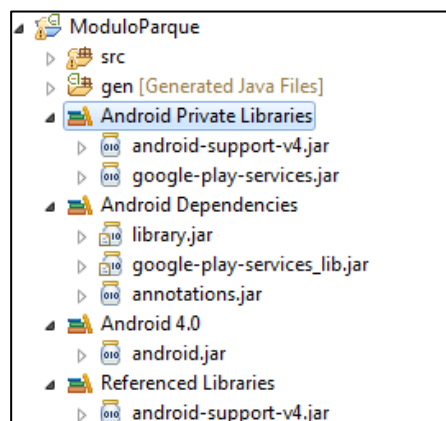 ModuloParque
src
gen [Generated Java Files]
Android Private Libraries
android-support-v4.jar
google-play-services.jar
Android Dependencies
library.jar
google-play-services_lib.jar
annotations.jar
Android 4.0
android.jar
Referenced Libraries
android-support-v4.jar